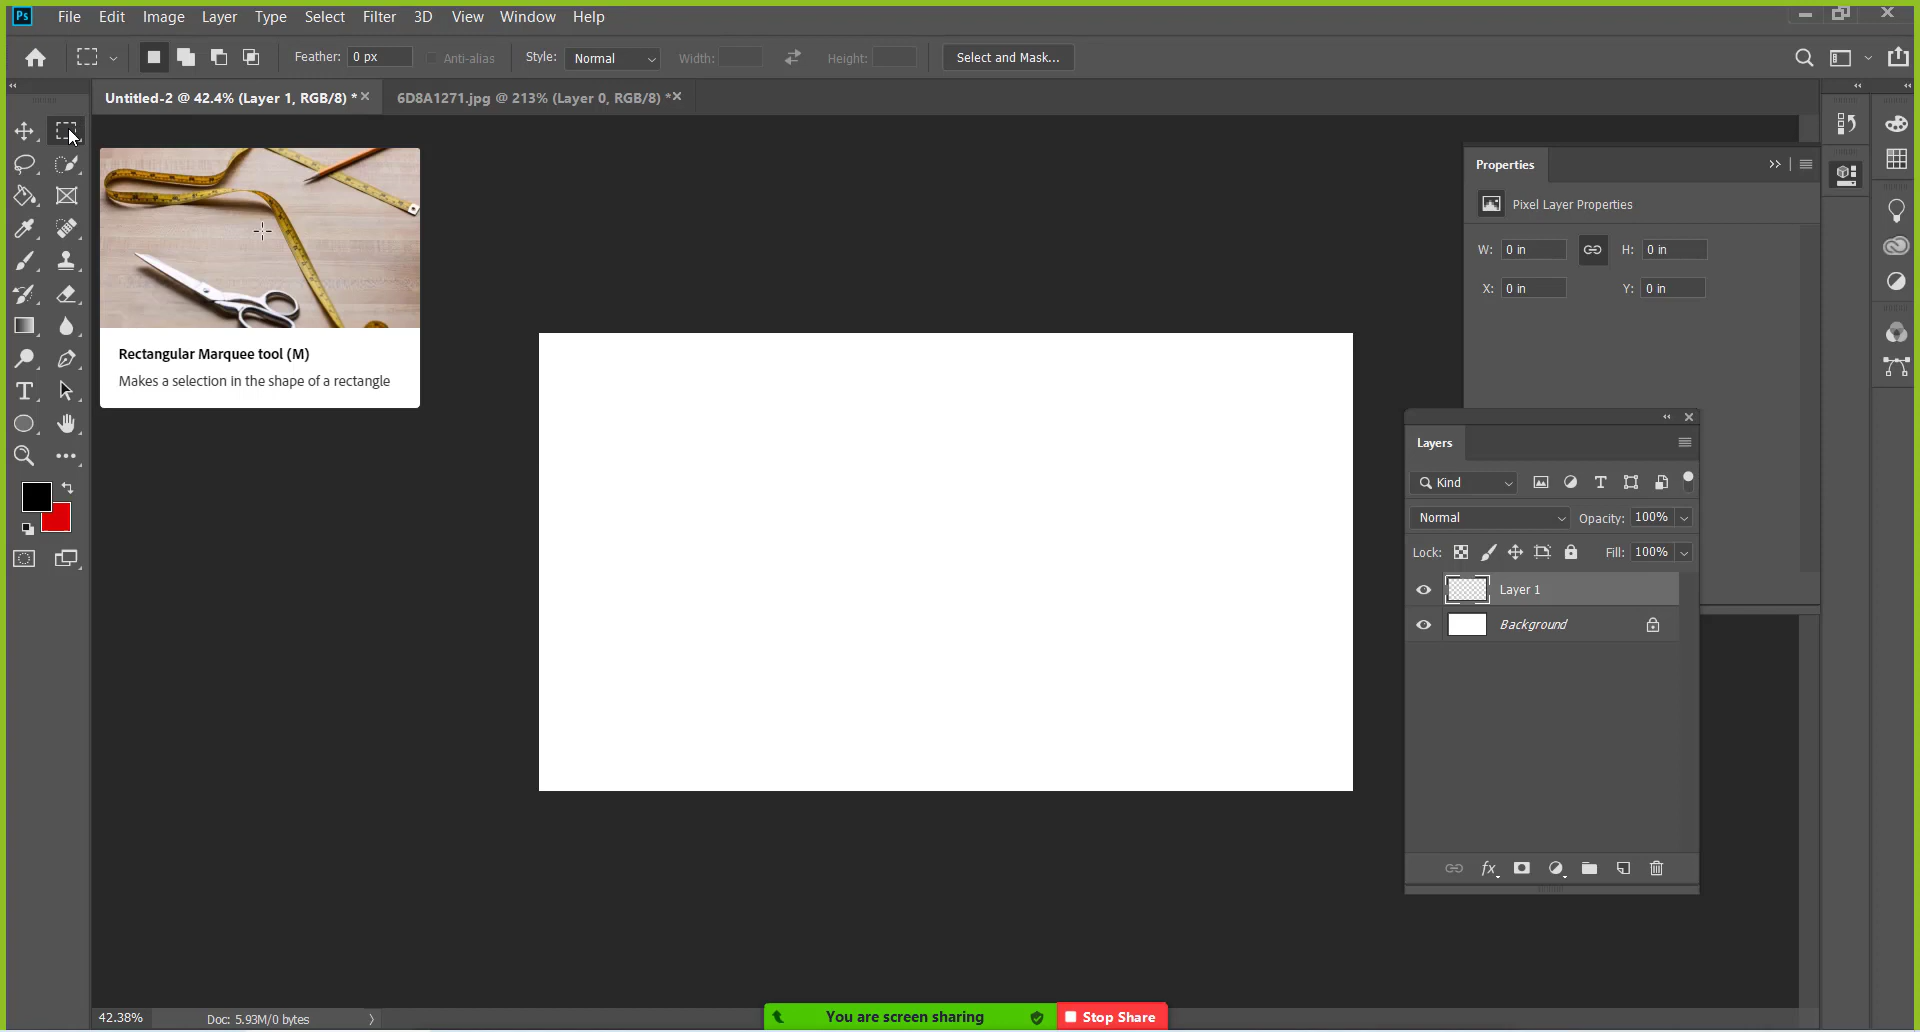 Ps File Edit Image Layer Type Select Filter 3D View Window Help
Feather: 0 px Anti-alias Style: Normal Width: Height: Select and Mask...
Untitled-2 @ 42.4% (Layer 1, RGB/8) * 6D8A1271.jpg @ 213% (Layer 0, RGB/8) *
Rectangular Marquee tool (M)
Makes a selection in the shape of a rectangle
Properties
Pixel Layer Properties
W: 0 in H: 0 in
X: 0 in Y: 0 in
Layers
Kind
Normal Opacity: 100%
Lock: Fill: 100%
Layer 1
Background
42.38% Doc: 5.93M/0 bytes
You are screen sharing Stop Share